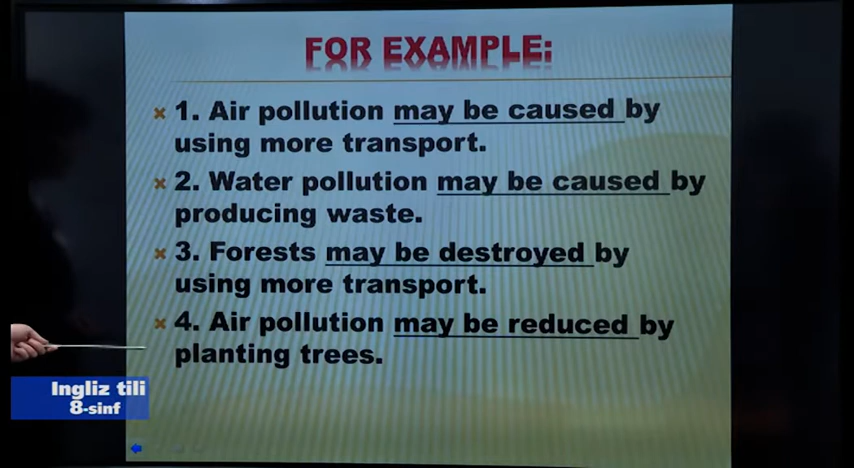 FOR EXAMPLE:
1. Air pollution may be caused by
using more transport.
2. Water pollution may be caused by
producing waste.
3. Forests may be destroyed by
using more transport.
4. Air pollution may be reduced by
planting trees.
Ingliz tili
8-sinf